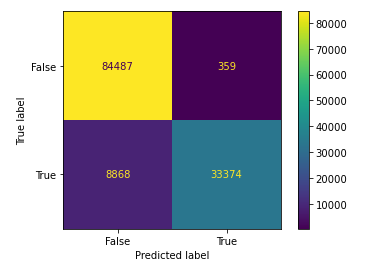 80000
False
84487
359
70000
60000
50000
True label
40000
30000
True
8868
33374
20000
10000
False
True
Predicted label